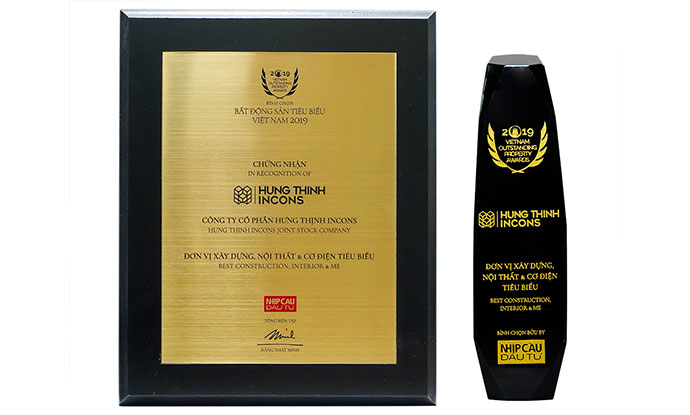 2019
VIETNAM
OUTSTANDING
PROPERTY
AWARDS
BÌNH CHỌN
BẤT ĐỘNG SẢN TIÊU BIỂU
VIỆT NAM 2019
CHỨNG NHẬN
IN RECOGNITION OF
HUNG THINH
INCONS
CÔNG TY CỔ PHẦN HƯNG THỊNH INCONS
HUNG THINH INCONS JOINT STOCK COMPANY
ĐƠN VỊ XÂY DỰNG, NỘI THẤT & CƠ ĐIỆN TIÊU BIỂU
BEST CONSTRUCTION, INTERIOR & ME
NHỊP CẦU
ĐẦU TƯ
TỔNG BIÊN TẬP
ĐẶNG NHẬT MINH
2019
VIETNAM
OUTSTANDING
PROPERTY
AWARDS
HUNG THINH
INCONS
ĐƠN VỊ XÂY DỰNG,
NỘI THẤT & CƠ ĐIỆN
TIÊU BIỂU
BEST CONSTRUCTION,
INTERIOR & ME
BÌNH CHỌN BỞI/ BY
NHỊP CẦU
ĐẦU TƯ